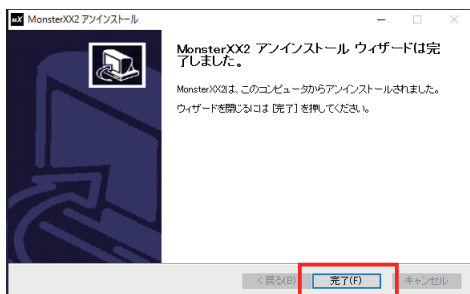 MonsterXX2 アンインストール
MonsterXX2 アンインストール ウィザードは完
了しました。
MonsterXX2は、このコンピュータからアンインストールされました。
ウィザードを閉じるには [完了] を押してください。
< 戻る(B)
完了(F)
キャンセル